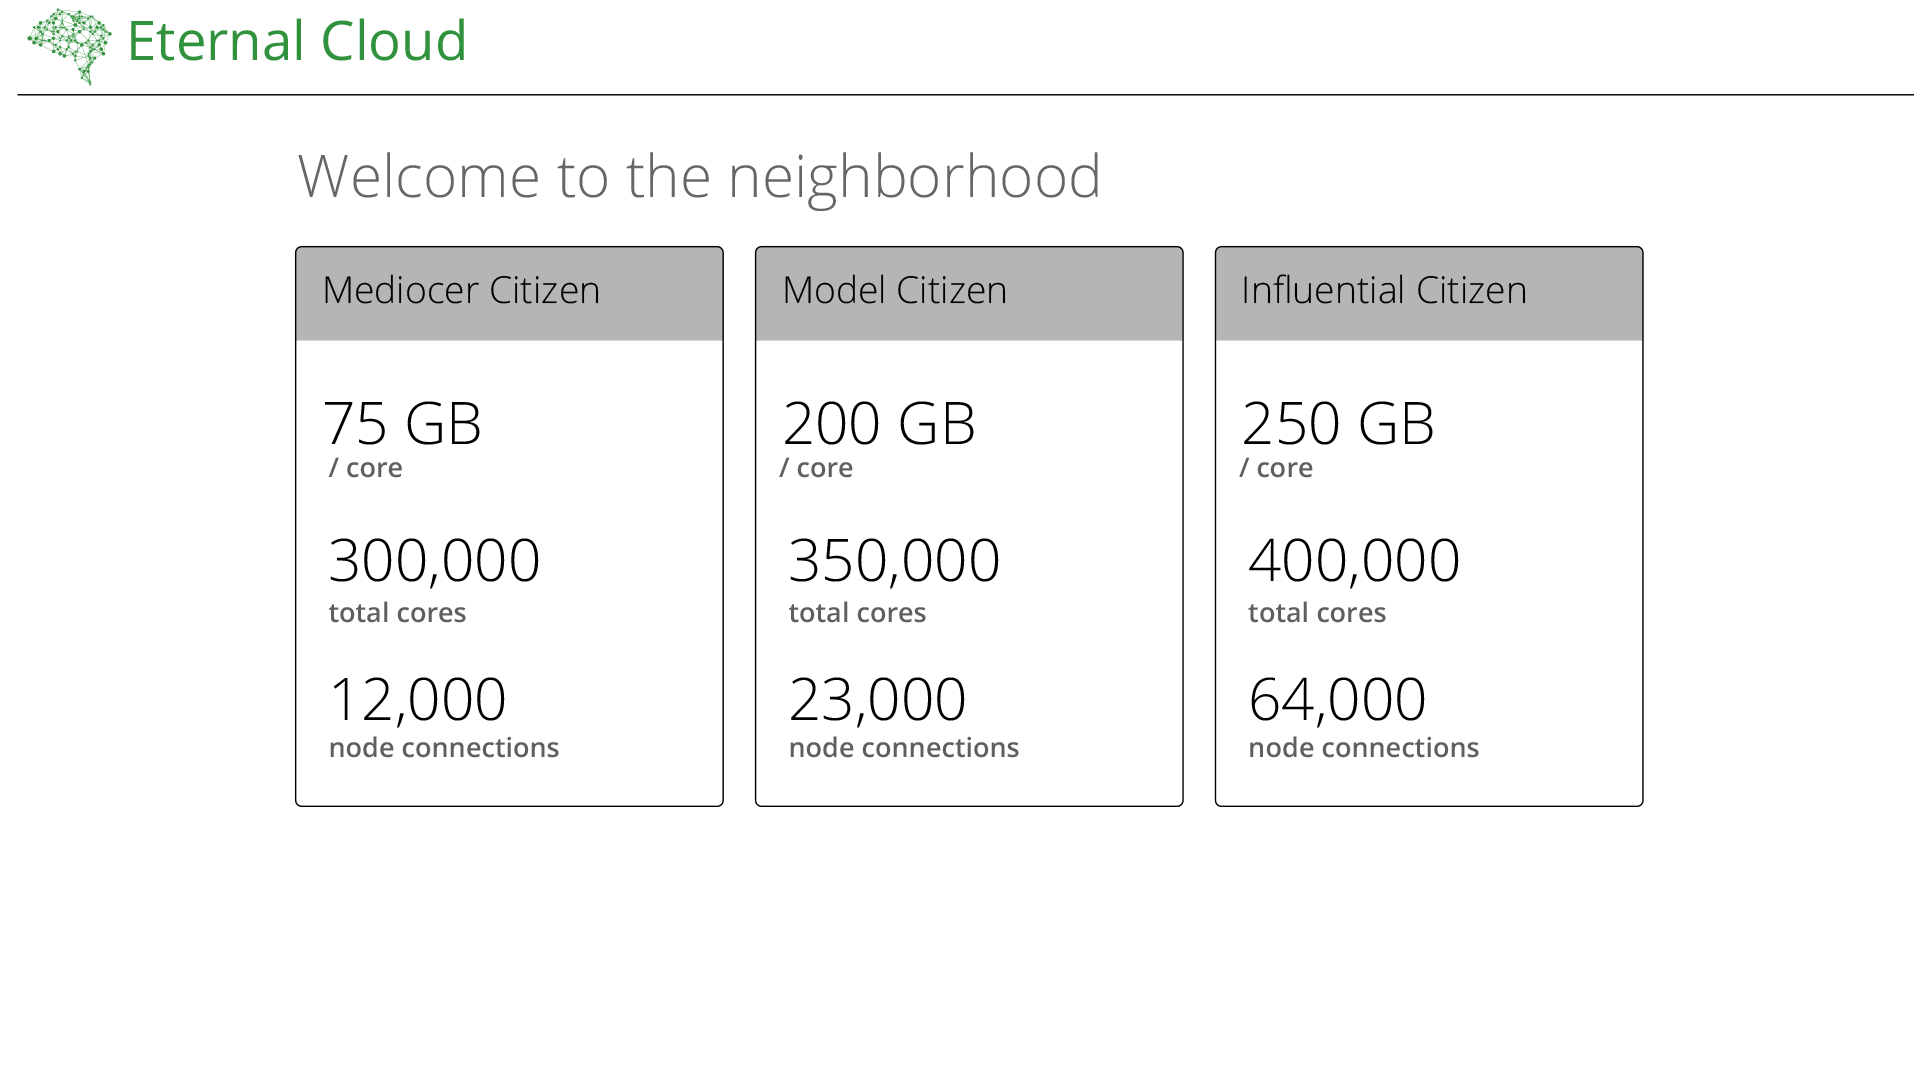 Eternal Cloud
Welcome to the neighborhood
Mediocer Citizen
75 GB
/ core
300,000
total cores
12,000
node connections
Model Citizen
200 GB
/ core
350,000
total cores
23,000
node connections
Influential Citizen
250 GB
/ core
400,000
total cores
64,000
node connections